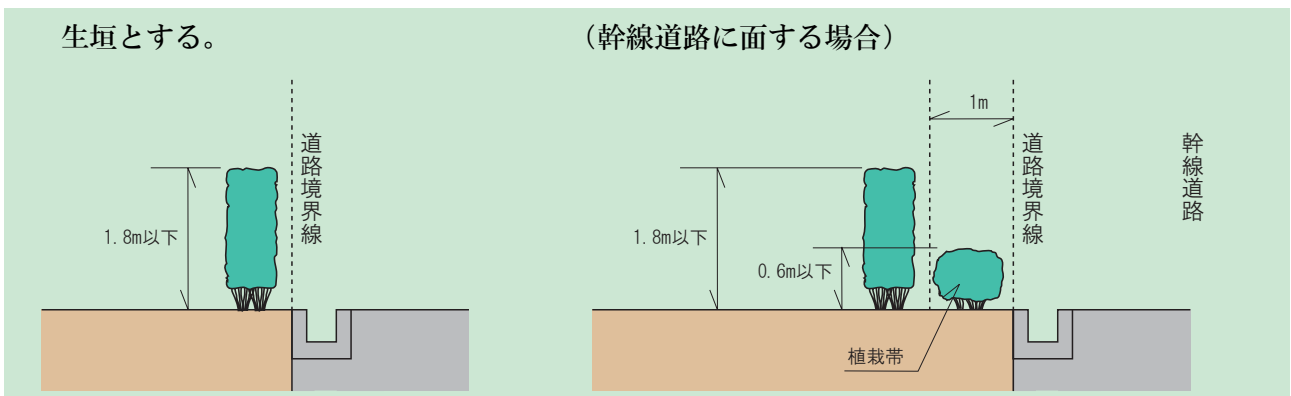 生垣とする。
(幹線道路に面する場合)
道路境界線
1.8m以下
1m
道路境界線
幹線道路
1.8m以下
0.6m以下
植栽帯